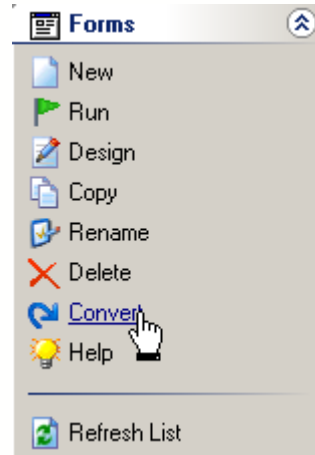 Forms
New
Run
Design
Copy
Rename
Delete
Convert
Help
Refresh List